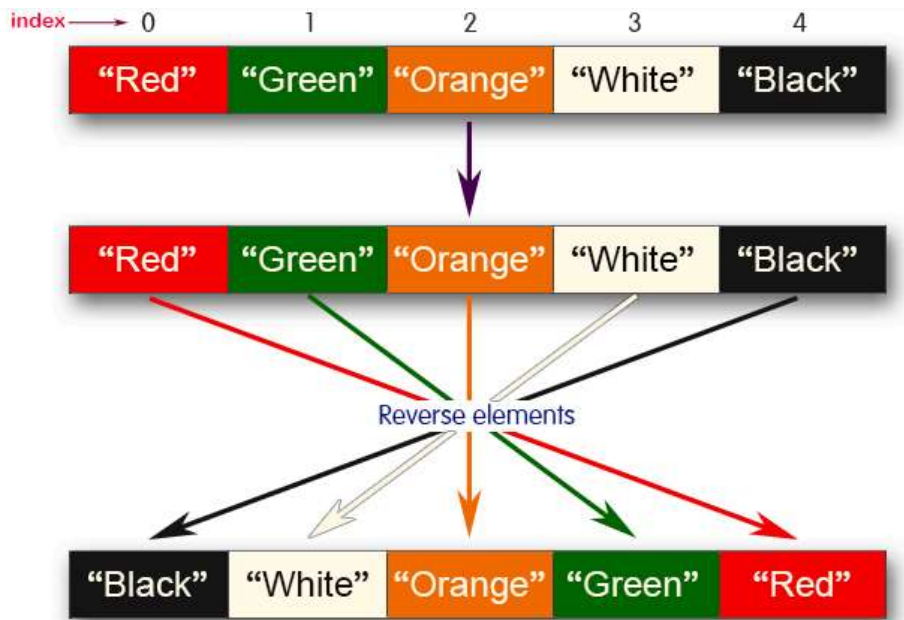 index 0 1 2 3 4
“Red” “Green” “Orange” “White” “Black”
“Red” “Green” “Orange” “White” “Black”
Reverse elements
“Black” “White” “Orange” “Green” “Red”